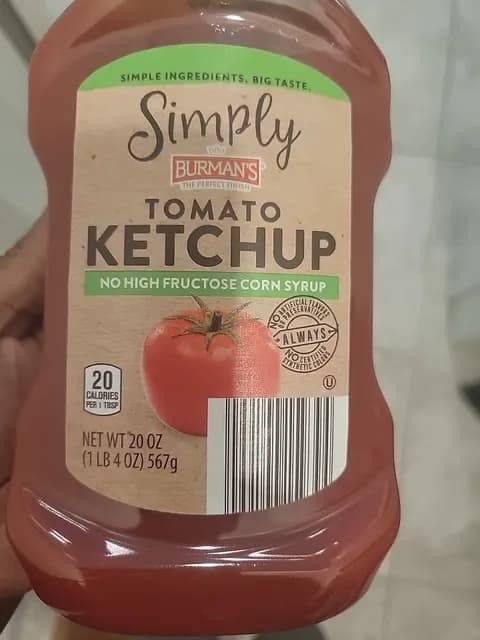 SIMPLE INGREDIENTS, BIG TASTE.
Simply
BURMAN'S
THE PERFECT FINISH
TOMATO
KETCHUP
NO HIGH FRUCTOSE CORN SYRUP
NO ARTIFICIAL FLAVORS
OR PRESERVATIVES
ALWAYS
NO CERTIFIED
SYNTHETIC COLORS
U
20
CALORIES
PER 1 TBSP
NET WT 20 OZ
(1 LB 4 OZ) 567g